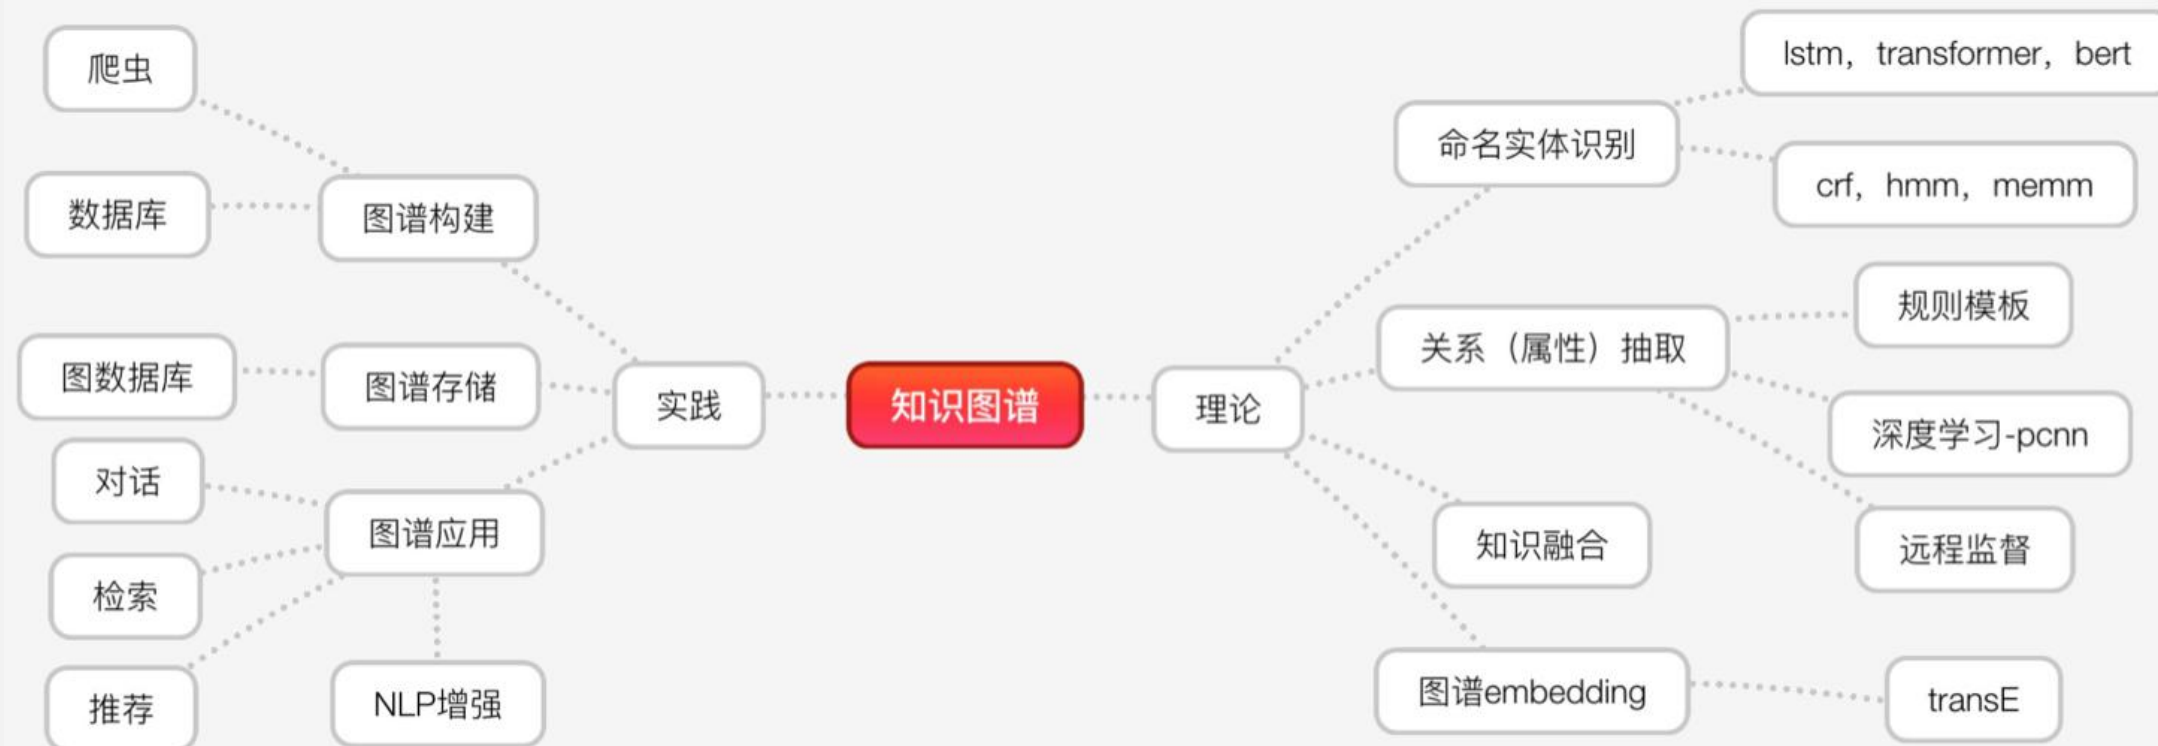 爬虫
数据库
图谱构建
图数据库
图谱存储
对话
图谱应用
检索
推荐
NLP增强
实践
知识图谱
理论
命名实体识别
lstm，transformer，bert
crf，hmm，memm
关系（属性）抽取
规则模板
深度学习-pcnn
远程监督
知识融合
图谱embedding
transE